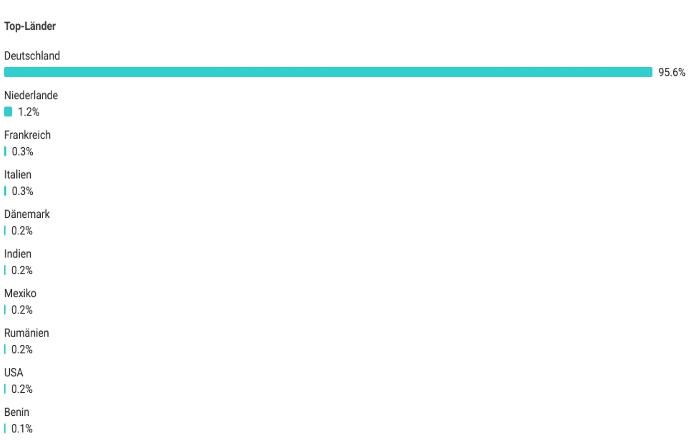 Top-Länder
Deutschland
95.6%
Niederlande
1.2%
Frankreich
0.3%
Italien
0.3%
Dänemark
0.2%
Indien
0.2%
Mexiko
0.2%
Rumänien
0.2%
USA
0.2%
Benin
0.1%